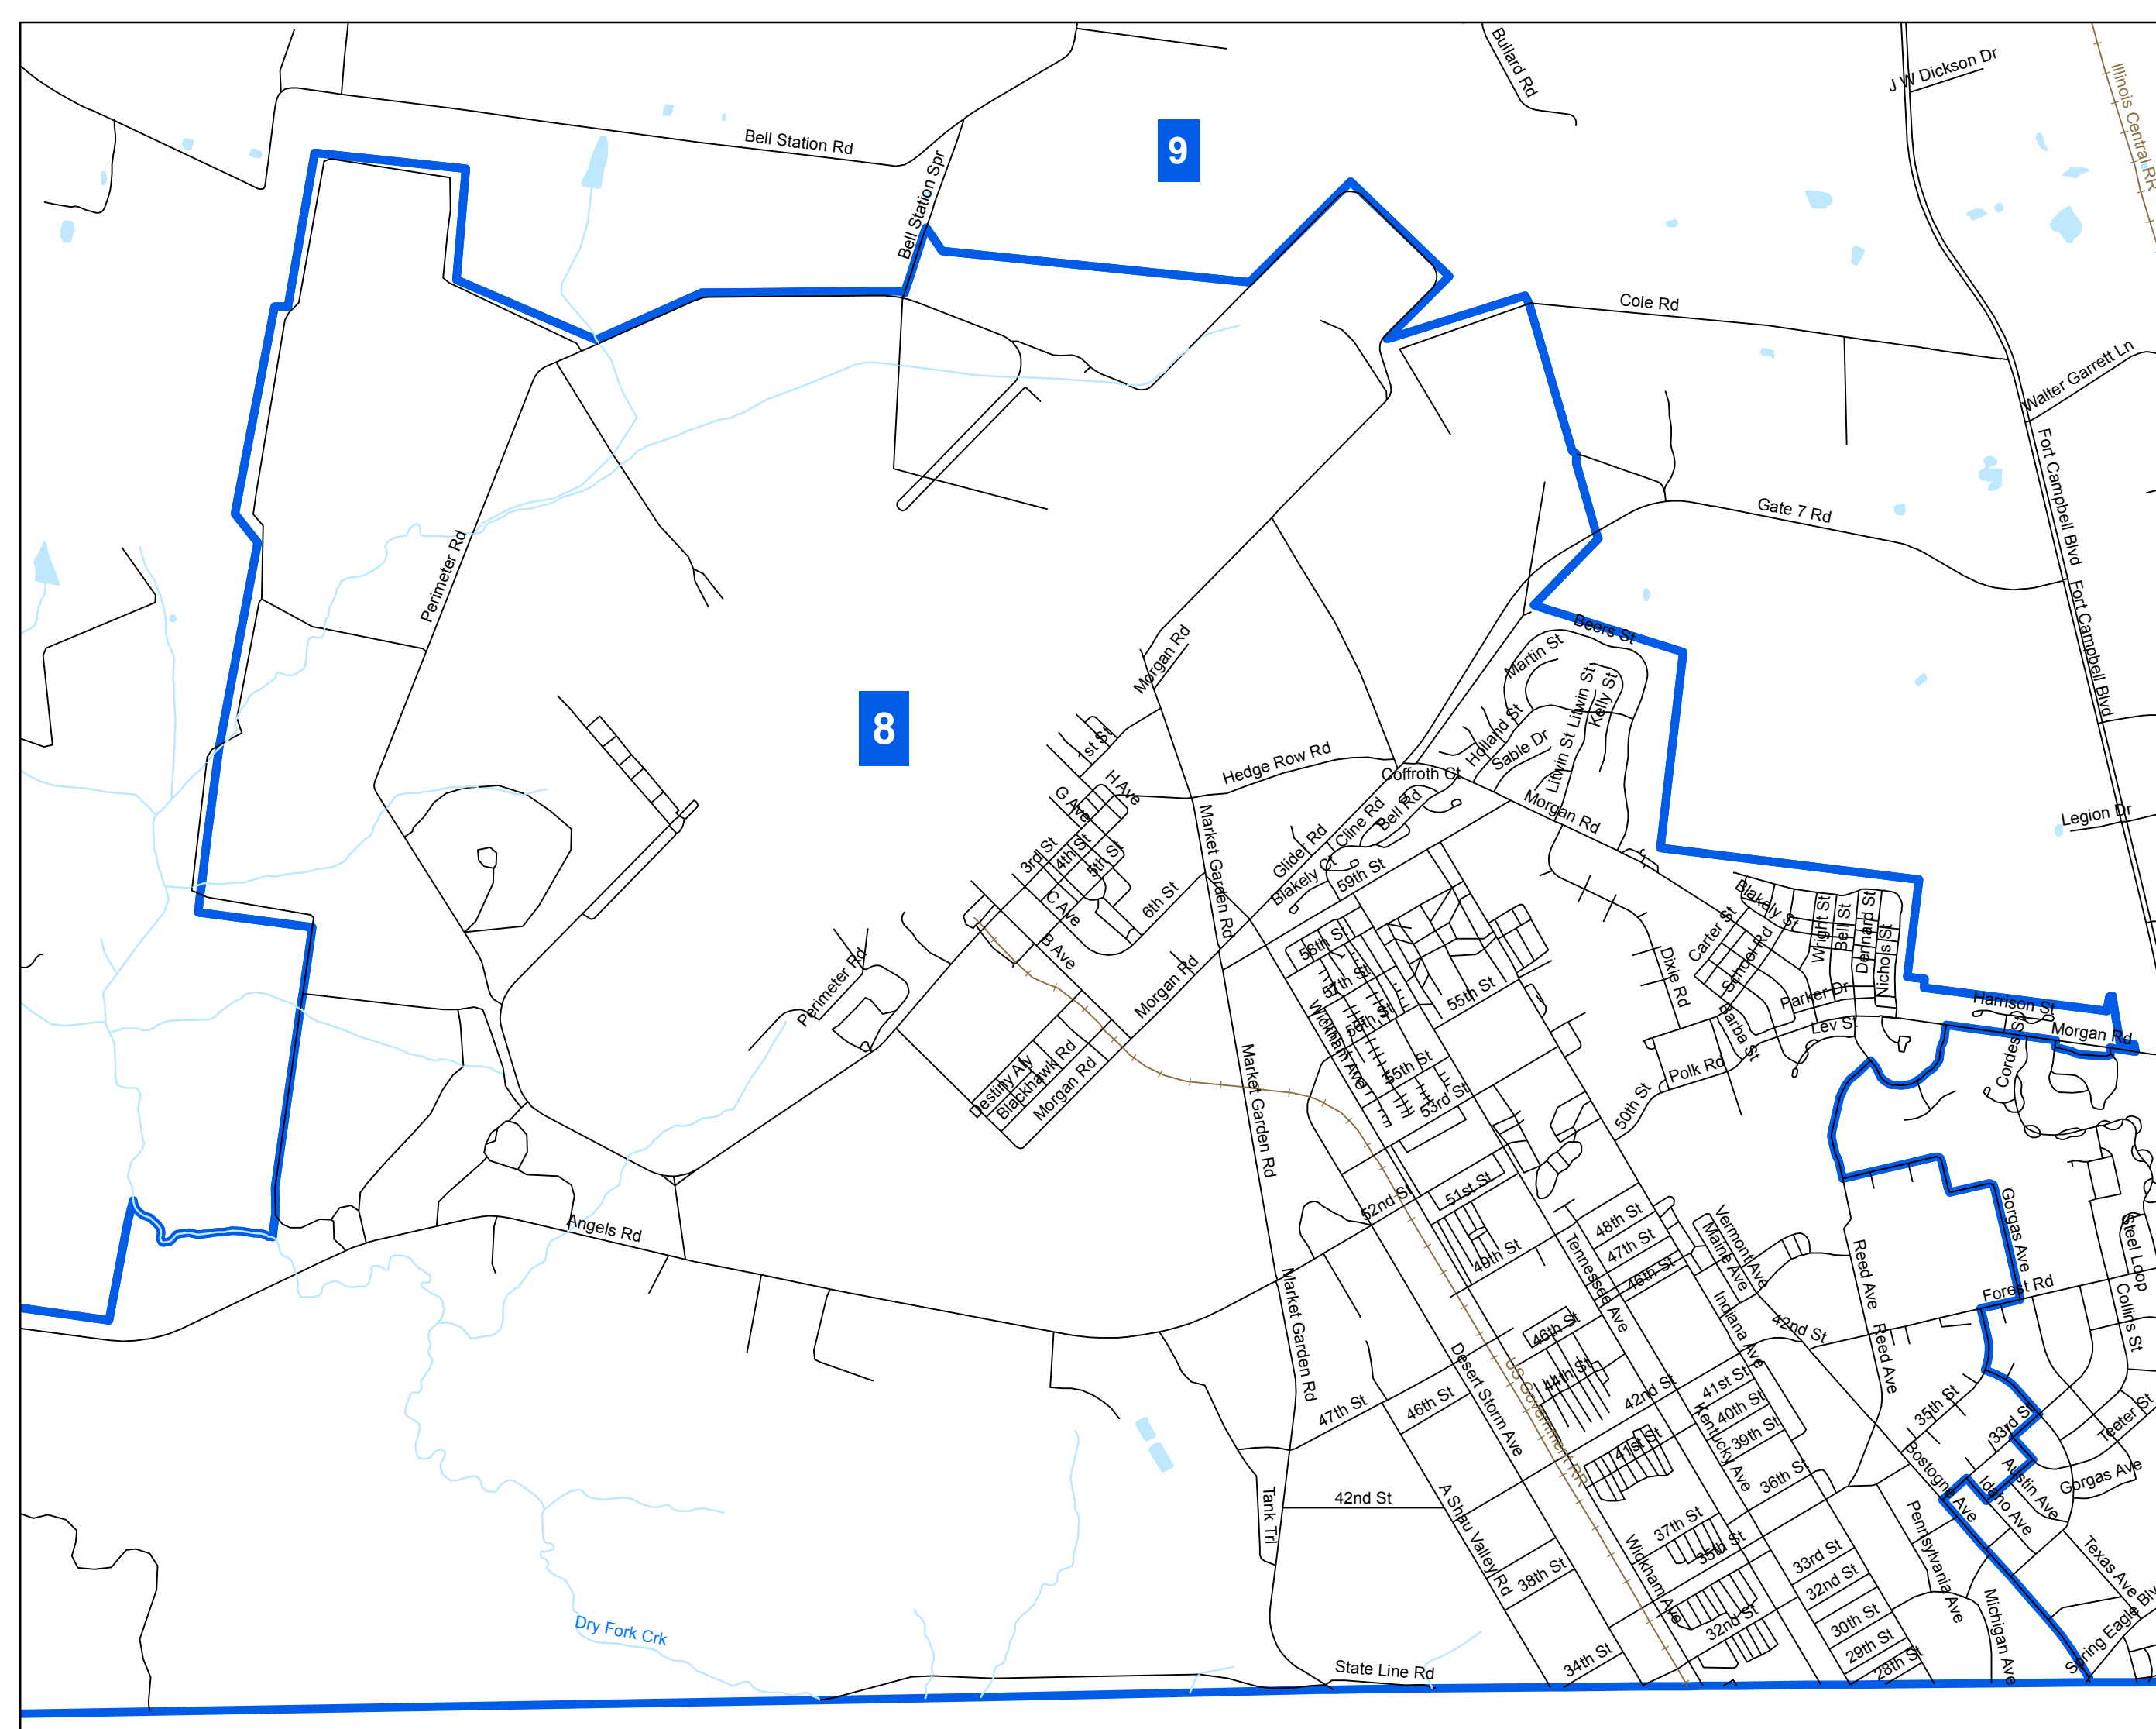 Bullard Rd
J W Dickson Dr
Illinois Central RR
Bell Station Rd
9
Bell Station Spr
Cole Rd
Walter Garrett Ln
Fort Campbell Blvd
Gate 7 Rd
Perimeter Rd
Fort Campbell Blvd
Beers St
Martin St
Morgan Rd
Litwin St
Kelly St
8
Holland St
1st St
Hedge Row Rd
Sable Dr
Litwin St
Coffroth Ct
H Ave
G Ave
Morgan Rd
Bell Rd
Cline Rd
Legion Dr
Market Garden Rd
Glider Rd
3rd St
4th St
5th St
Blakely Ct
59th St
C Ave
6th St
Blakely St
Wright St
Bell St
Dennard St
Nichols St
Carter St
School Rd
58th St
B Ave
Perimeter Rd
Morgan Rd
57th St
Dixie Rd
55th St
Parker Dr
Harrison St
Wickham Ave
56th St
Barba St
Lev St
Morgan Rd
Cordes St
Market Garden Rd
Destiny Aly
Blackhawk Rd
Morgan Rd
55th St
53rd St
Polk Rd
50th St
51st St
52nd St
Angels Rd
48th St
47th St
46th St
49th St
Tennessee Ave
Vermont Ave
Maine Ave
Gorgas Ave
Steel Loop
Reed Ave
Forest Rd
Market Garden Rd
Indiana Ave
42nd St
Collins St
46th St
Reed Ave
Desert Storm Ave
US Government RR
44th St
42nd St
41st St
40th St
39th St
Kentucky Ave
47th St
46th St
35th St
33rd St
Teeter St
41st St
36th St
Bostogne Ave
Austin Ave
Idaho Ave
Gorgas Ave
Tank Trl
42nd St
A Shau Valley Rd
37th St
35th St
Pennsylvania Ave
Wickham Ave
38th St
33rd St
32nd St
Texas Ave
Michigan Ave
Dry Fork Crk
32nd St
30th St
29th St
28th St
Spring Eagle Blv
State Line Rd
34th St